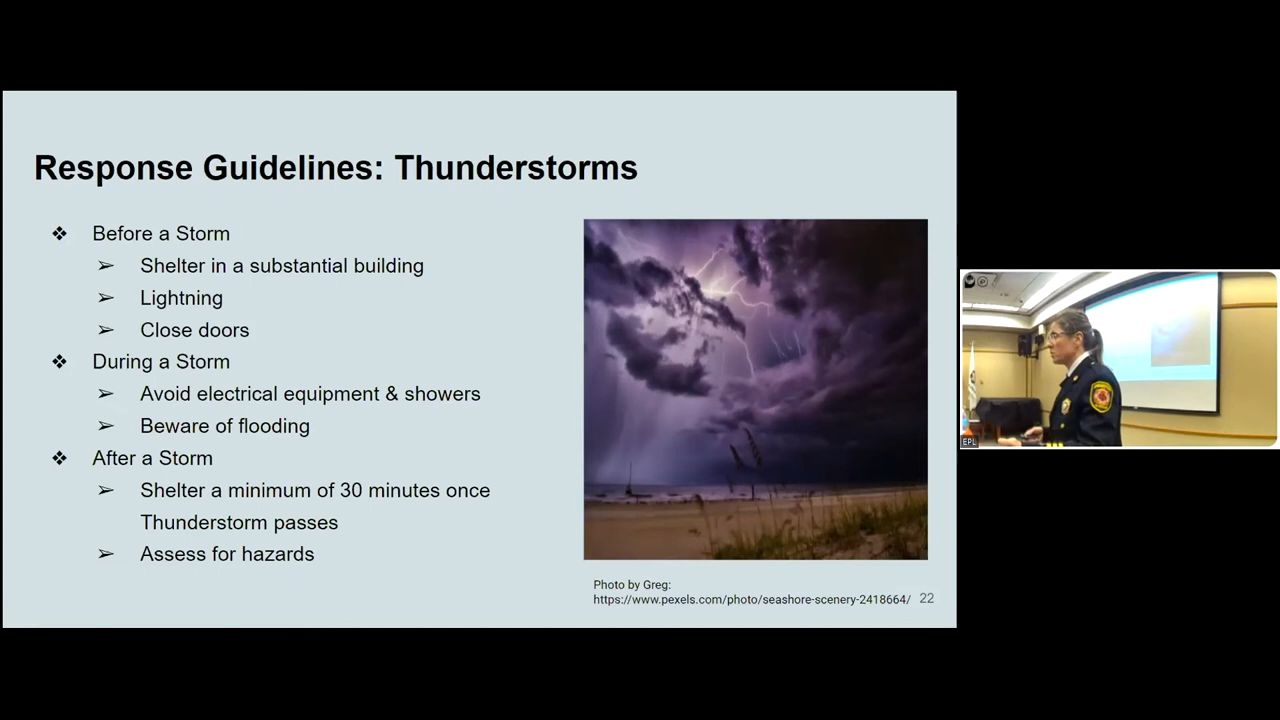 Response Guidelines: Thunderstorms
❖ Before a Storm
➢ Shelter in a substantial building
➢ Lightning
➢ Close doors
❖ During a Storm
➢ Avoid electrical equipment & showers
➢ Beware of flooding
❖ After a Storm
➢ Shelter a minimum of 30 minutes once
Thunderstorm passes
➢ Assess for hazards
Photo by Greg:
https://www.pexels.com/photo/seashore-scenery-2418664/ 22
EPL